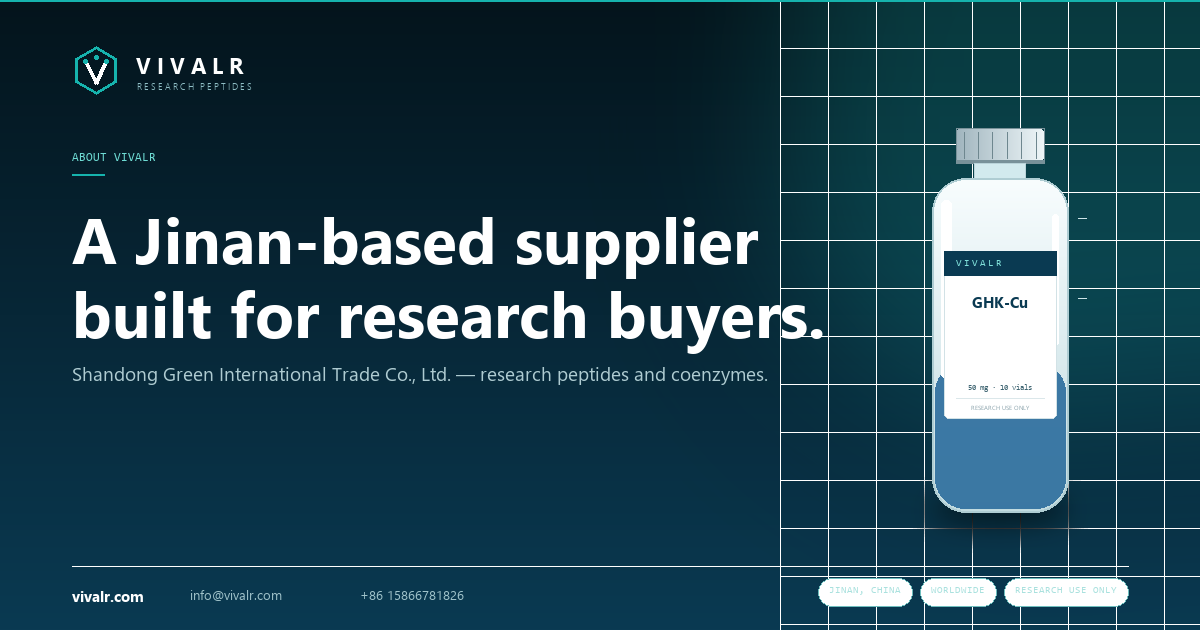 VIVALR
RESEARCH PEPTIDES
ABOUT VIVALR
A Jinan-based supplier
built for research buyers.
Shandong Green International Trade Co., Ltd. — research peptides and coenzymes.
VIVALR
GHK-Cu
50 mg · 10 vials
RESEARCH USE ONLY
vivalr.com
info@vivalr.com
+86 15866781826
JINAN, CHINA
WORLDWIDE
RESEARCH USE ONLY